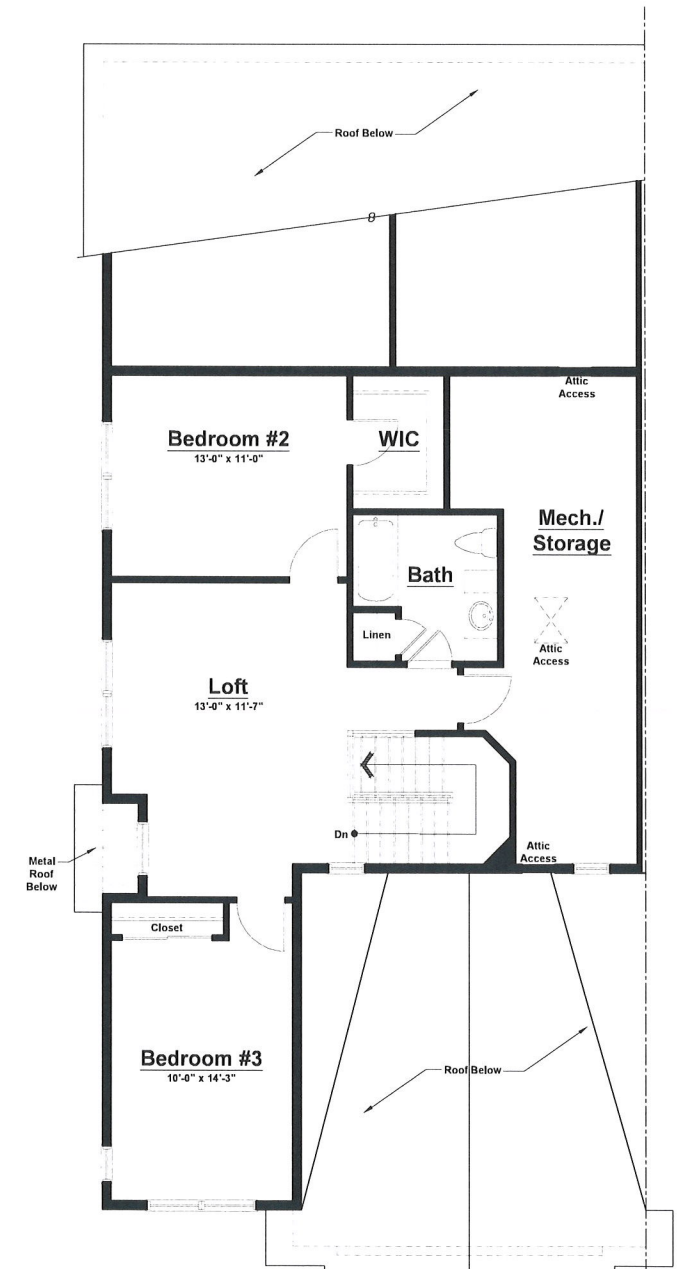 Roof Below
8
Attic
Access
Bedroom #2
13'-0" x 11'-0"
WIC
Mech./
Storage
Bath
Linen
Attic
Access
Loft
13'-0" x 11'-7"
Dn
Attic
Access
Metal
Roof
Below
Closet
Bedroom #3
10'-0" x 14'-3"
Roof Below